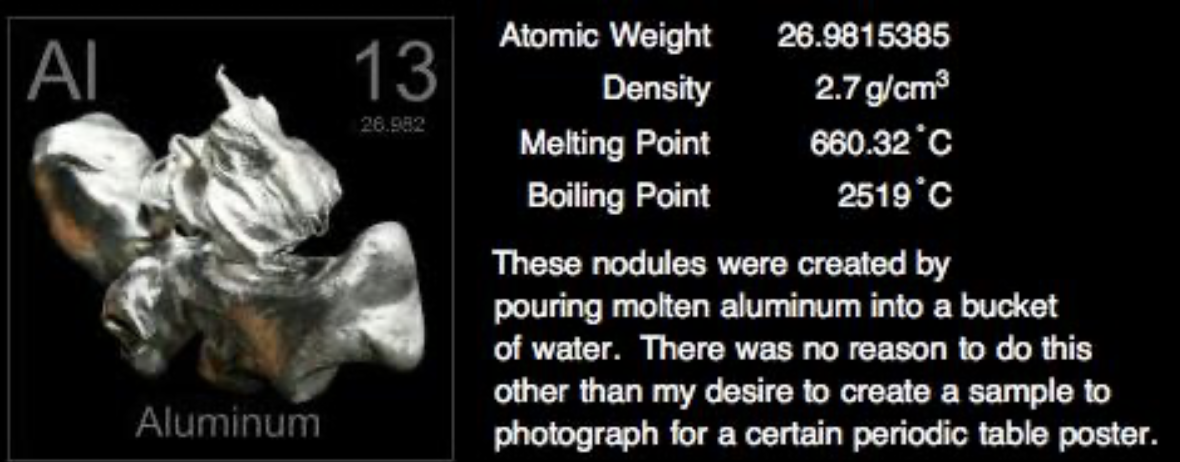 Al 13
26.982
Aluminum
Atomic Weight 26.9815385
Density 2.7 g/cm³
Melting Point 660.32 °C
Boiling Point 2519 °C
These nodules were created by
pouring molten aluminum into a bucket
of water.  There was no reason to do this
other than my desire to create a sample to
photograph for a certain periodic table poster.